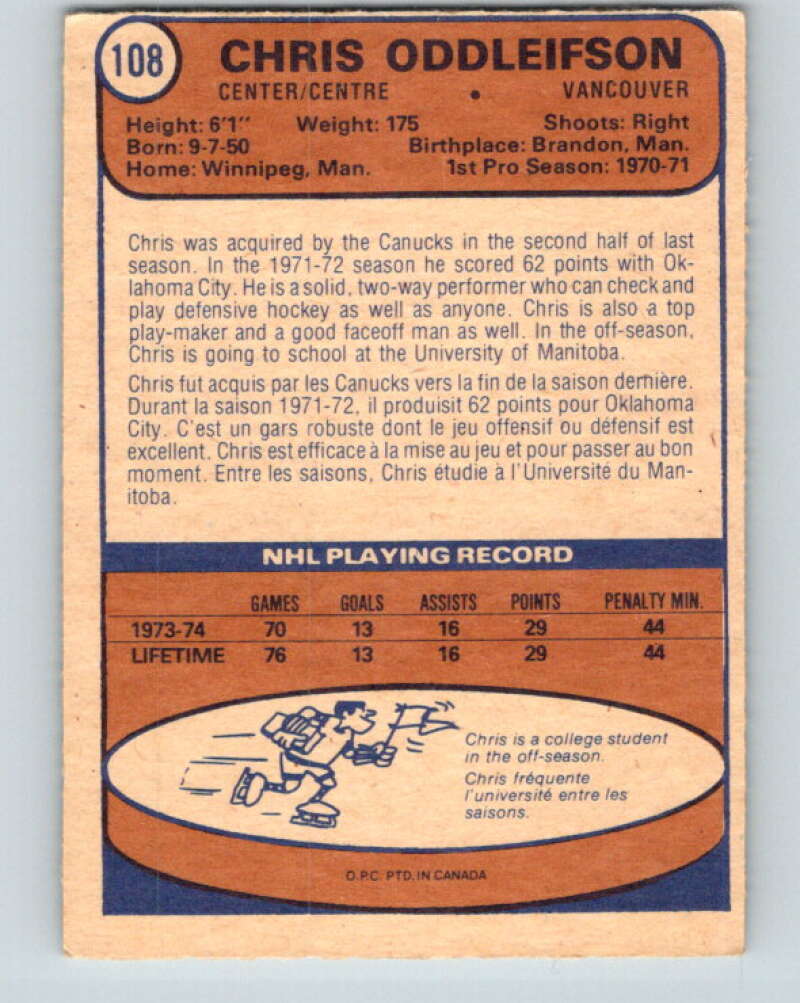 108 CHRIS ODDLEIFSON
CENTER/CENTRE • VANCOUVER
Height: 6'1" Weight: 175 Shoots: Right
Born: 9-7-50 Birthplace: Brandon, Man.
Home: Winnipeg, Man. 1st Pro Season: 1970-71
Chris was acquired by the Canucks in the second half of last
season. In the 1971-72 season he scored 62 points with Ok-
lahoma City. He is a solid, two-way performer who can check and
play defensive hockey as well as anyone. Chris is also a top
play-maker and a good faceoff man as well. In the off-season,
Chris is going to school at the University of Manitoba.
Chris fut acquis par les Canucks vers la fin de la saison dernière.
Durant la saison 1971-72, il produisit 62 points pour Oklahoma
City. C'est un gars robuste dont le jeu offensif ou défensif est
excellent. Chris est efficace à la mise au jeu et pour passer au bon
moment. Entre les saisons, Chris étudie à l'Université du Man-
itoba.
NHL PLAYING RECORD
GAMES GOALS ASSISTS POINTS PENALTY MIN.
1973-74 70 13 16 29 44
LIFETIME 76 13 16 29 44
Chris is a college student
in the off-season.
Chris fréquente
l'université entre les
saisons.
O.P.C. PTD. IN CANADA